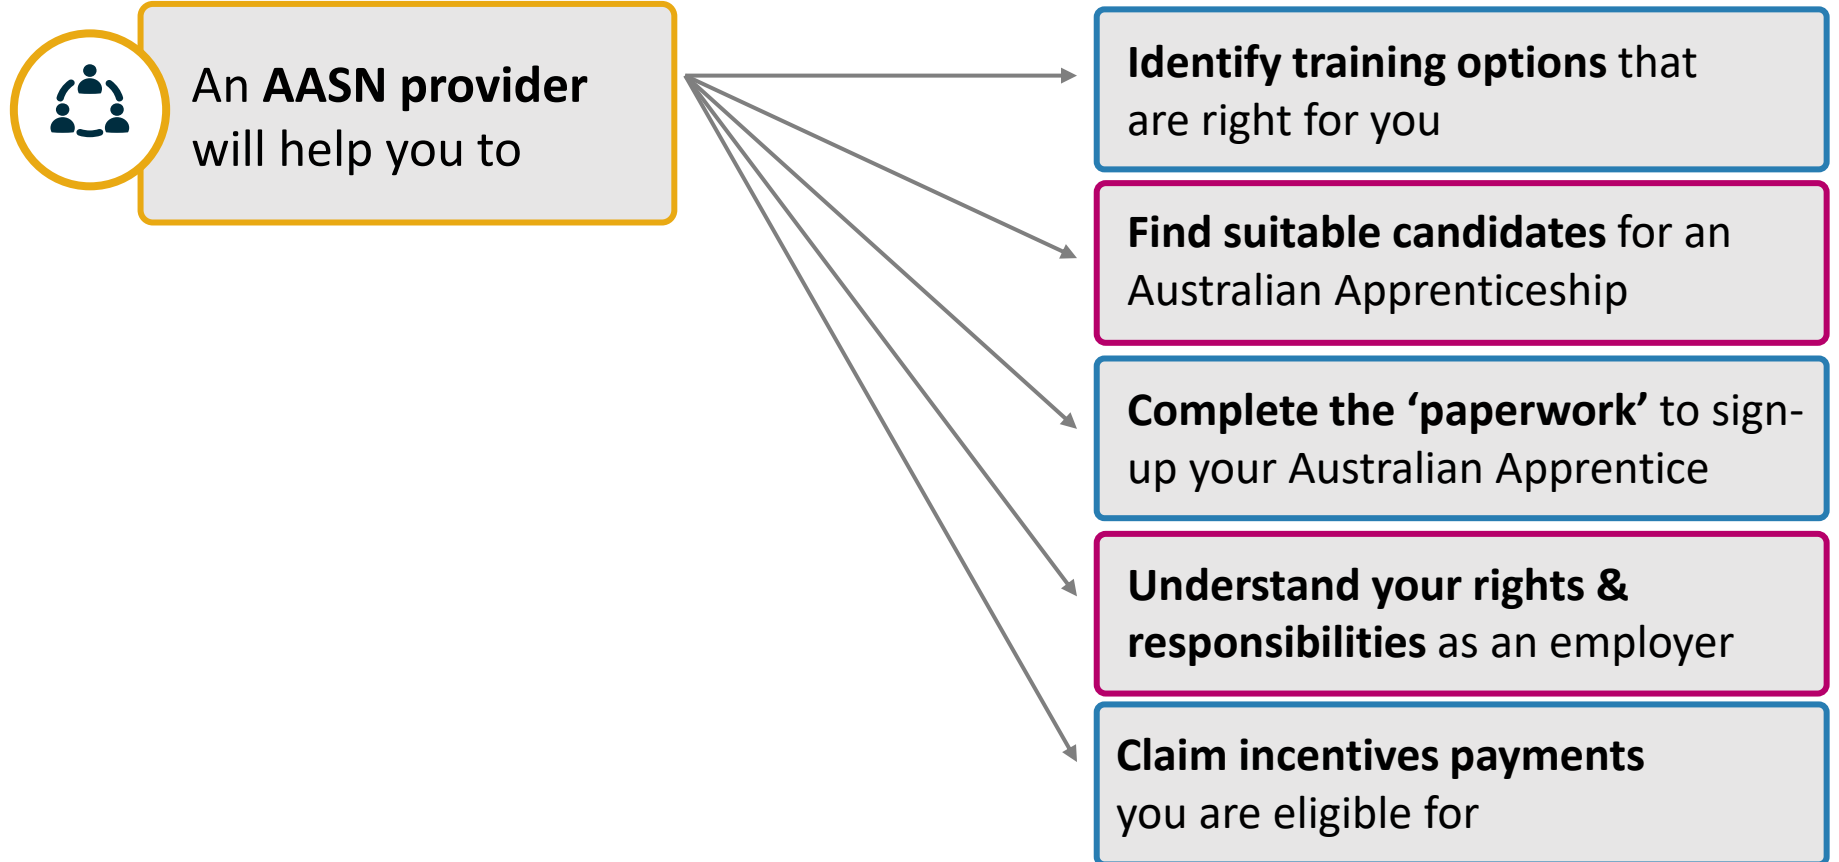 An AASN provider
will help you to
Identify training options that
are right for you
Find suitable candidates for an
Australian Apprenticeship
Complete the ‘paperwork’ to sign-
up your Australian Apprentice
Understand your rights &
responsibilities as an employer
Claim incentives payments
you are eligible for